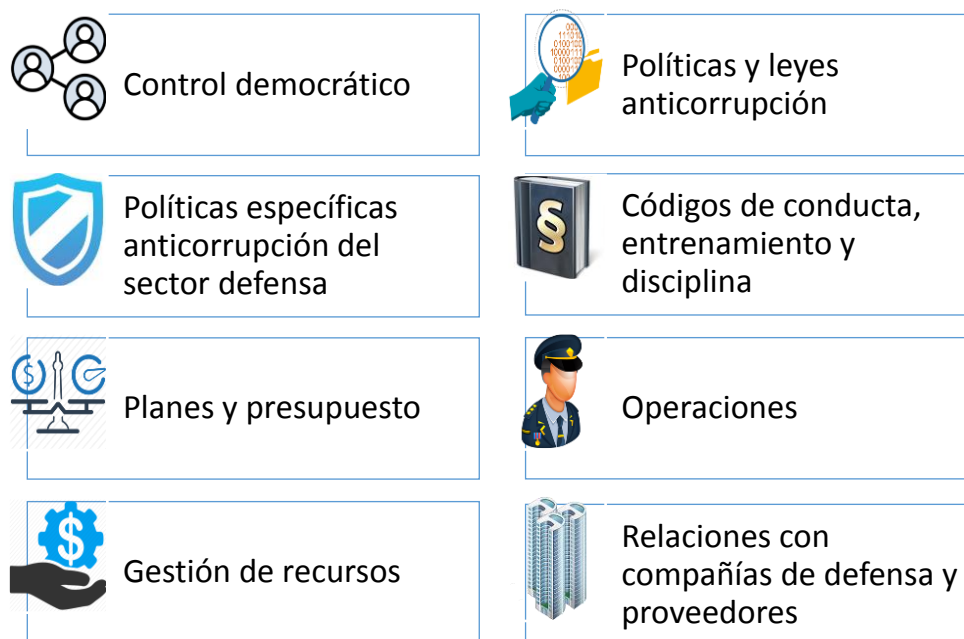 Control democrático
Políticas y leyes
anticorrupción
Políticas específicas
anticorrupción del
sector defensa
Códigos de conducta,
entrenamiento y
disciplina
Planes y presupuesto
Operaciones
Gestión de recursos
Relaciones con
compañías de defensa y
proveedores